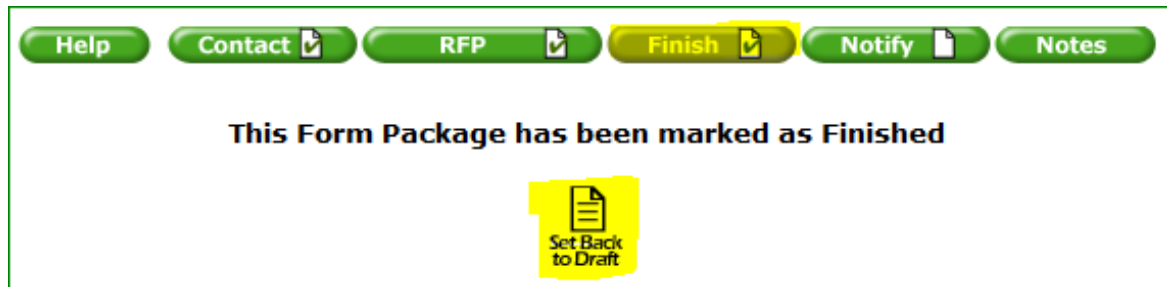 Help Contact RFP Finish Notify Notes
This Form Package has been marked as Finished
Set Back
to Draft